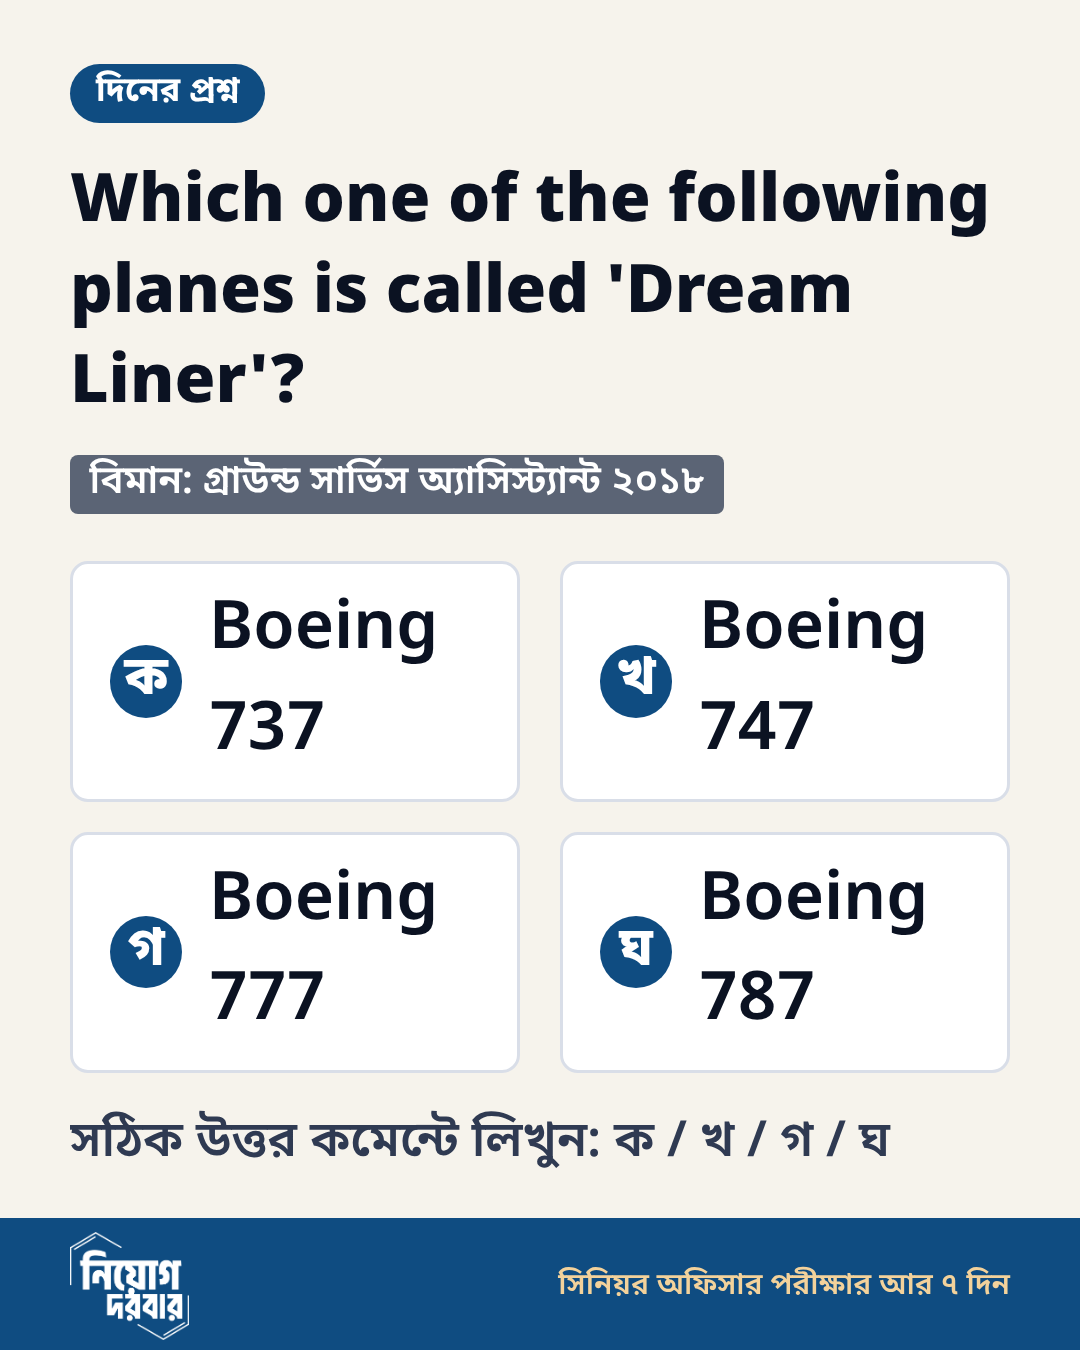 দিনের প্রশ্ন
Which one of the following
planes is called 'Dream
Liner'?
বিমান: গ্রাউন্ড সার্ভিস অ্যাসিস্ট্যান্ট ২০১৮
ক Boeing
737
খ Boeing
747
গ Boeing
777
ঘ Boeing
787
সঠিক উত্তর কমেন্টে লিখুন: ক / খ / গ / ঘ
নিয়োগ
দরবার
সিনিয়র অফিসার পরীক্ষার আর ৭ দিন